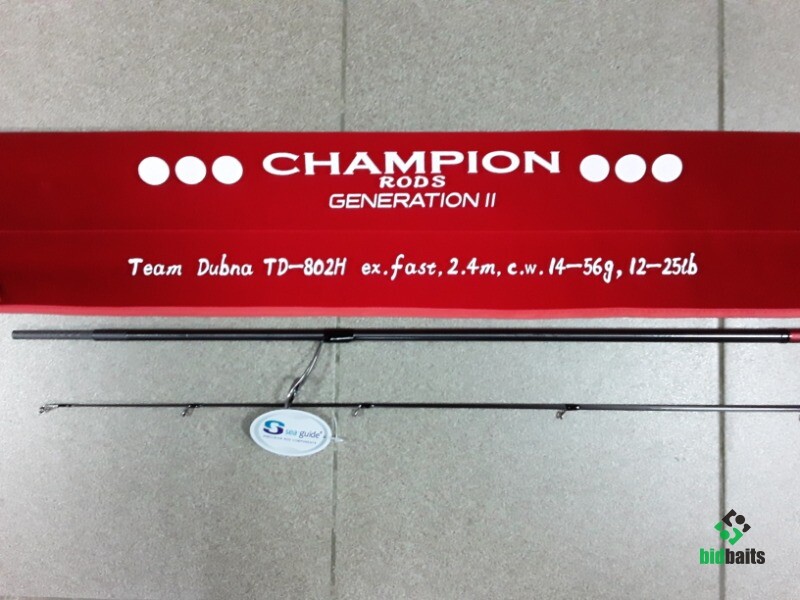 CHAMPION
RODS
GENERATION II
Team Dubna TD-802H ex.fast, 2.4m, c.w. 14-56g, 12-25lb
sea guide
bidbaits